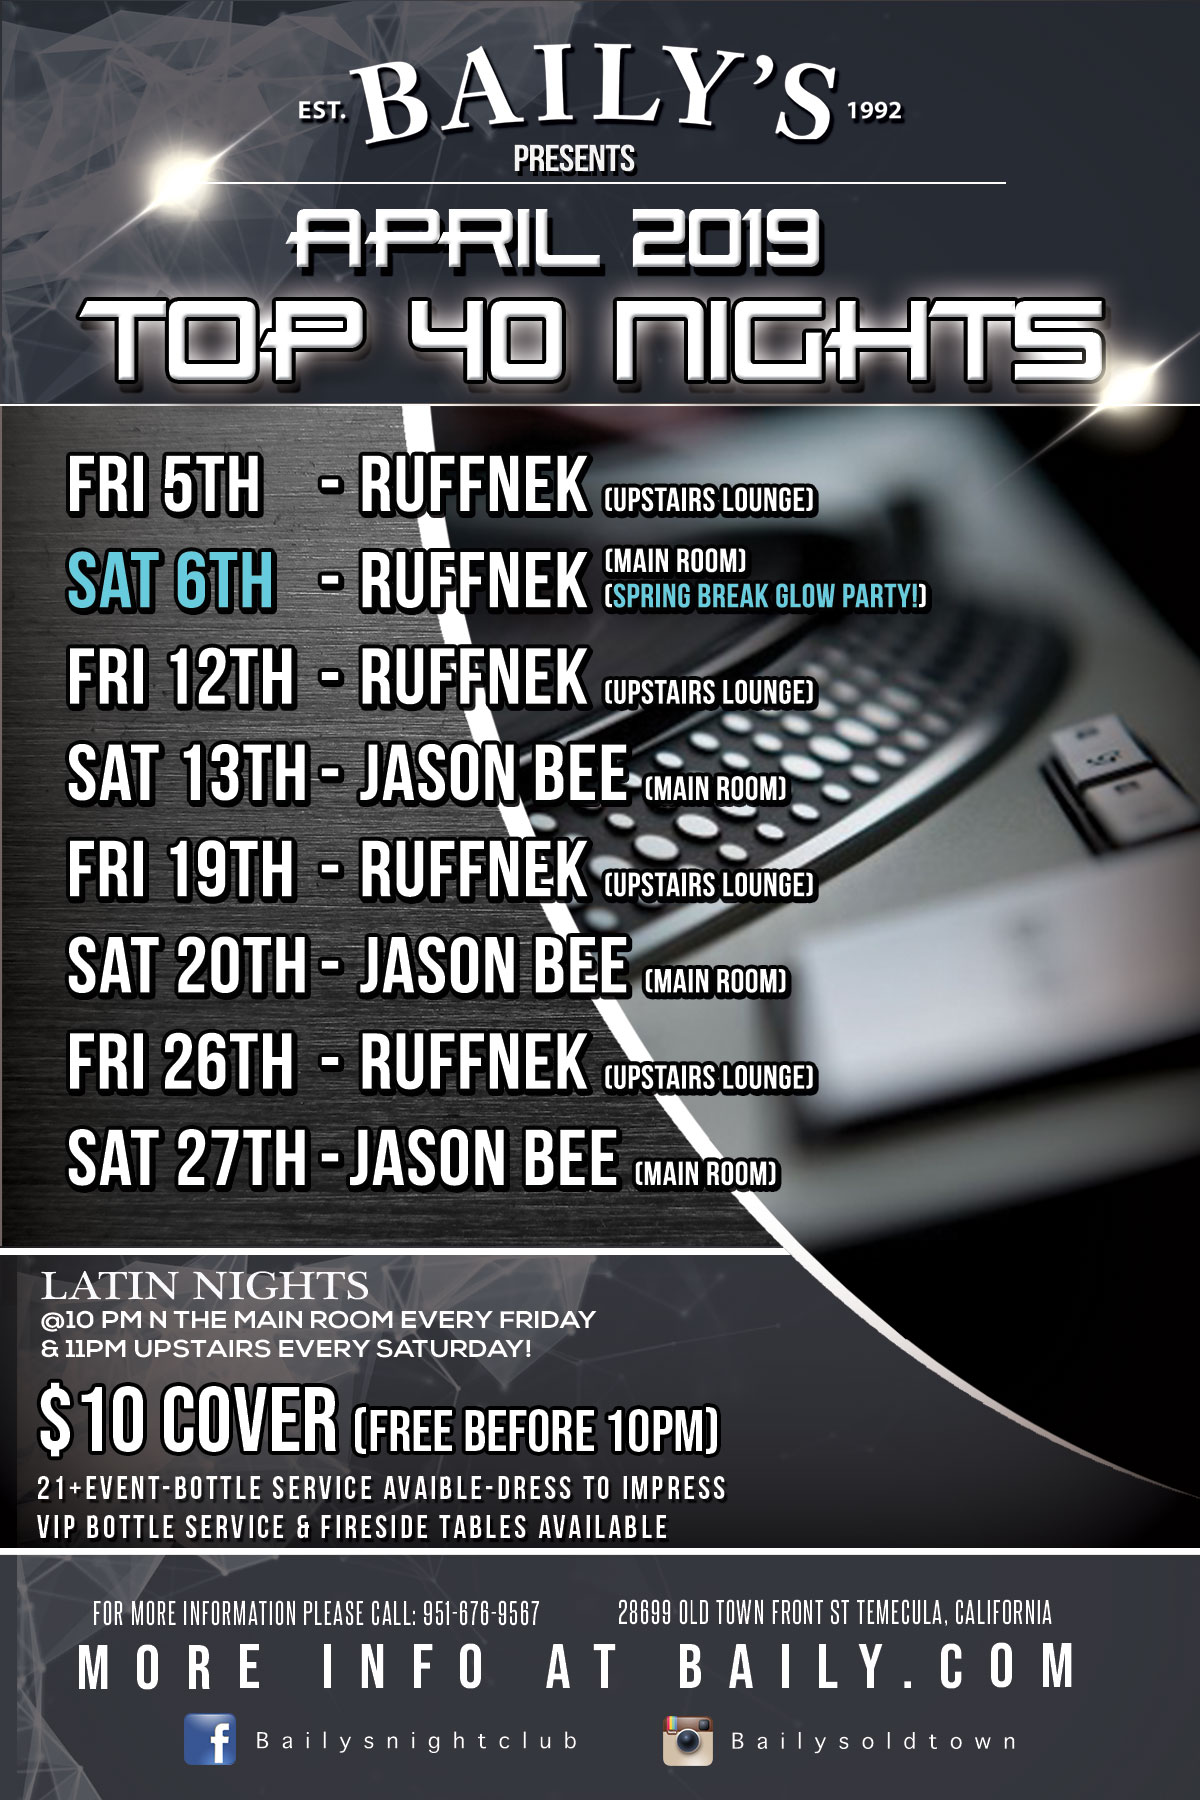 EST. BAILY'S 1992
PRESENTS
APRIL 2019
TOP 40 NIGHTS
FRI 5TH - RUFFNEK (UPSTAIRS LOUNGE)
SAT 6TH - RUFFNEK (MAIN ROOM)
(SPRING BREAK GLOW PARTY!)
FRI 12TH - RUFFNEK (UPSTAIRS LOUNGE)
SAT 13TH - JASON BEE (MAIN ROOM)
FRI 19TH - RUFFNEK (UPSTAIRS LOUNGE)
SAT 20TH - JASON BEE (MAIN ROOM)
FRI 26TH - RUFFNEK (UPSTAIRS LOUNGE)
SAT 27TH - JASON BEE (MAIN ROOM)
LATIN NIGHTS
@10 PM N THE MAIN ROOM EVERY FRIDAY
& 11PM UPSTAIRS EVERY SATURDAY!
$10 COVER (FREE BEFORE 10PM)
21+EVENT-BOTTLE SERVICE AVAIBLE-DRESS TO IMPRESS
VIP BOTTLE SERVICE & FIRESIDE TABLES AVAILABLE
FOR MORE INFORMATION PLEASE CALL: 951-676-9567
28699 OLD TOWN FRONT ST TEMECULA, CALIFORNIA
MORE INFO AT BAILY.COM
Bailysnightclub
Bailysoldtown